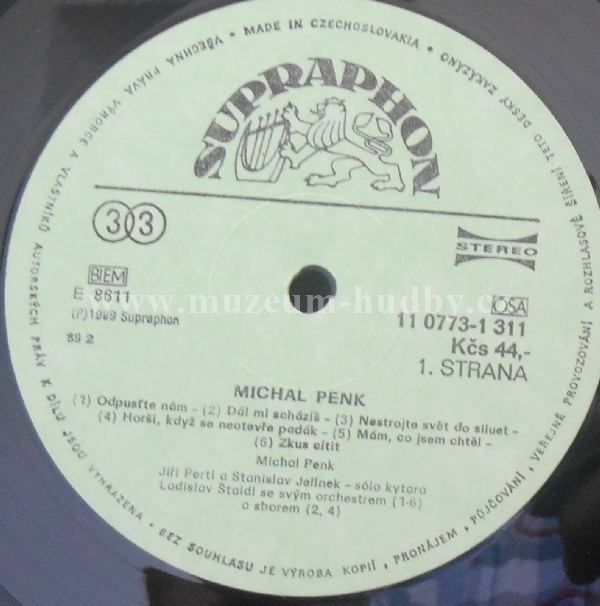 VŠECHNA PRÁVA VÝROBCE A VLASTNÍKŮ AUTORSKÝCH PRÁV K DÍLU JSOU VYHRAZENA • BEZ SOUHLASU JE VÝROBA KOPIÍ, PRONÁJEM, PŮJČOVÁNÍ, VEŘEJNÉ PROVOZOVÁNÍ A ROZHLASOVÉ ŠÍŘENÍ TÉTO DESKY ZAKÁZÁNO • MADE IN CZECHOSLOVAKIA •
SUPRAPHON
33
STEREO
BIEM
OSA
E 8611
(P)1989 Supraphon
89 2
www.muzeum-hudby.cz
11 0773-1 311
Kčs 44,-
1. STRANA
MICHAL PENK
(1) Odpusťte nám - (2) Dál mi scházíš - (3) Nastrojte svět do siluet -
(4) Horší, když se neotevře padák - (5) Mám, co jsem chtěl -
(6) Zkus cítit
Michal Penk
Jiří Pertl a Stanislav Jelínek - sólo kytara
Ladislav Štaidl se svým orchestrem (1-6)
a sborem (2, 4)